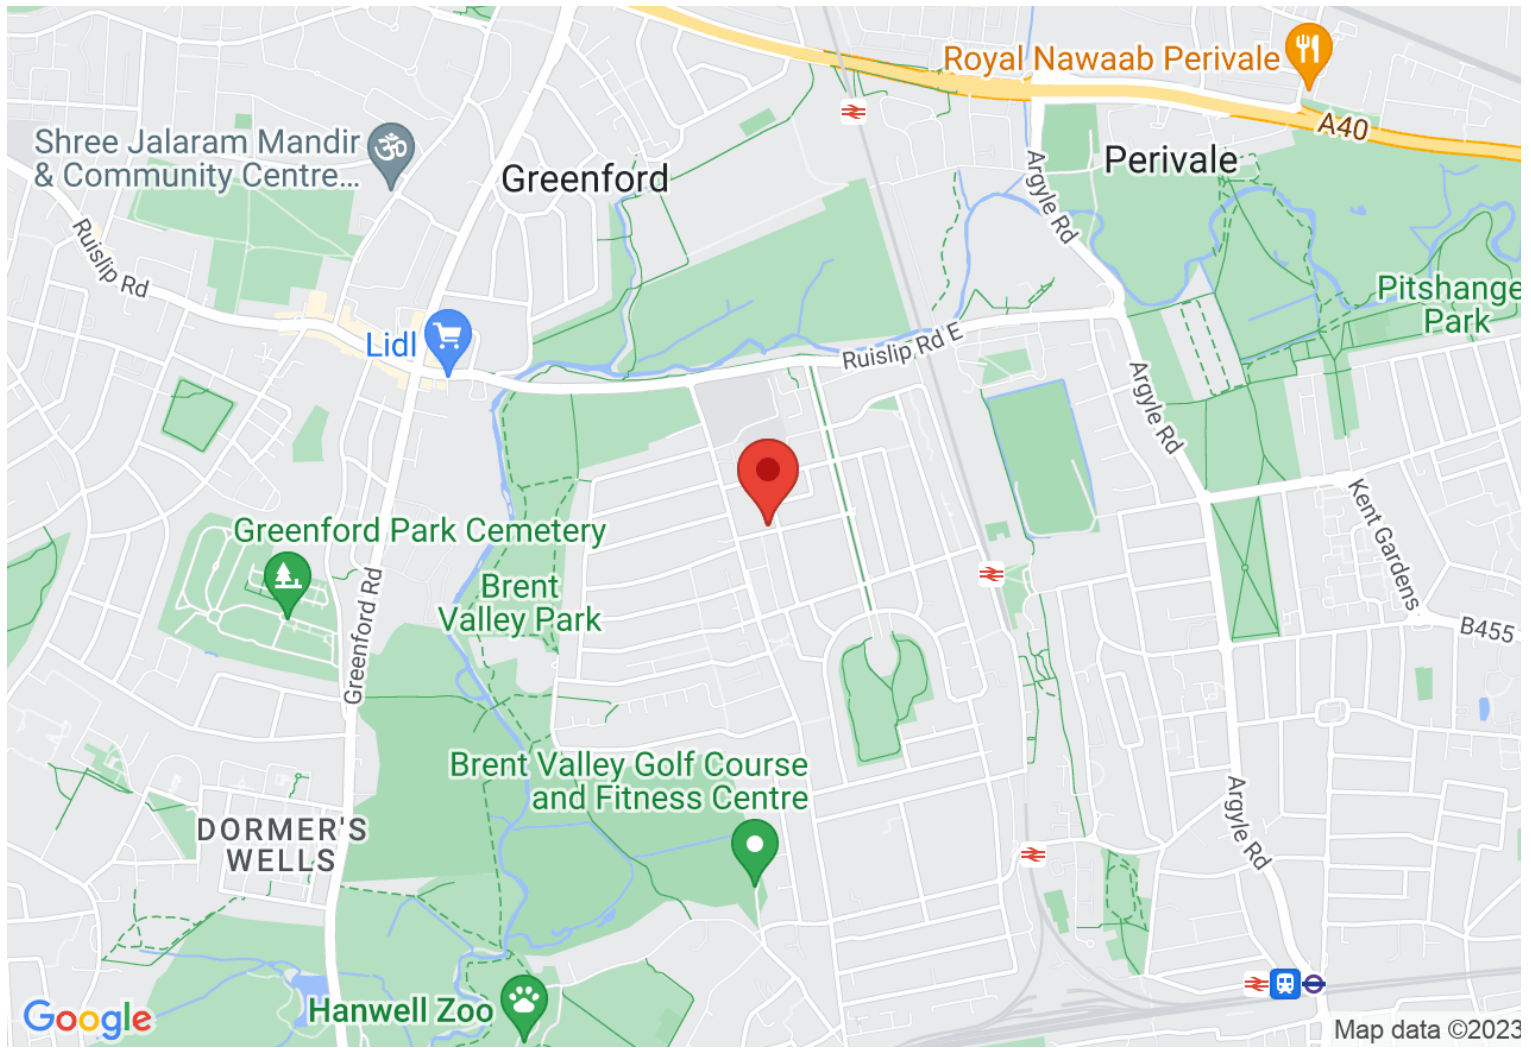 Royal Nawaab Perivale
A40
Shree Jalaram Mandir
& Community Centre...
Greenford
Perivale
Argyle Rd
Ruislip Rd
Pitshange
Park
Lidl
Ruislip Rd E
Argyle Rd
Kent Gardens
Greenford Park Cemetery
Brent
Valley Park
Greenford Rd
B455
Brent Valley Golf Course
and Fitness Centre
DORMER'S
WELLS
Argyle Rd
Hanwell Zoo
Google
Map data ©2023